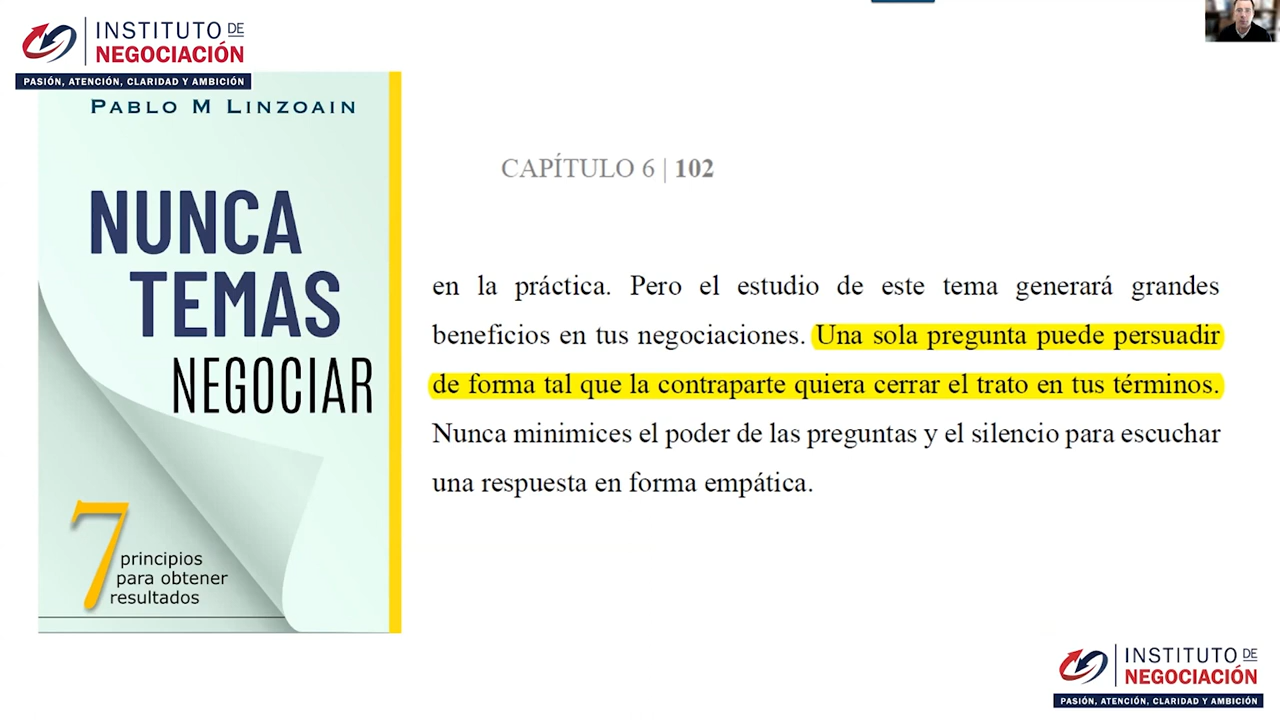 INSTITUTO DE
NEGOCIACIÓN
PASIÓN, ATENCIÓN, CLARIDAD Y AMBICIÓN
PABLO M LINZOAIN
NUNCA
TEMAS
NEGOCIAR
7
principios
para obtener
resultados
CAPÍTULO 6 | 102
en la práctica. Pero el estudio de este tema generará grandes
beneficios en tus negociaciones. Una sola pregunta puede persuadir
de forma tal que la contraparte quiera cerrar el trato en tus términos.
Nunca minimices el poder de las preguntas y el silencio para escuchar
una respuesta en forma empática.
INSTITUTO DE
NEGOCIACIÓN
PASIÓN, ATENCIÓN, CLARIDAD Y AMBICIÓN